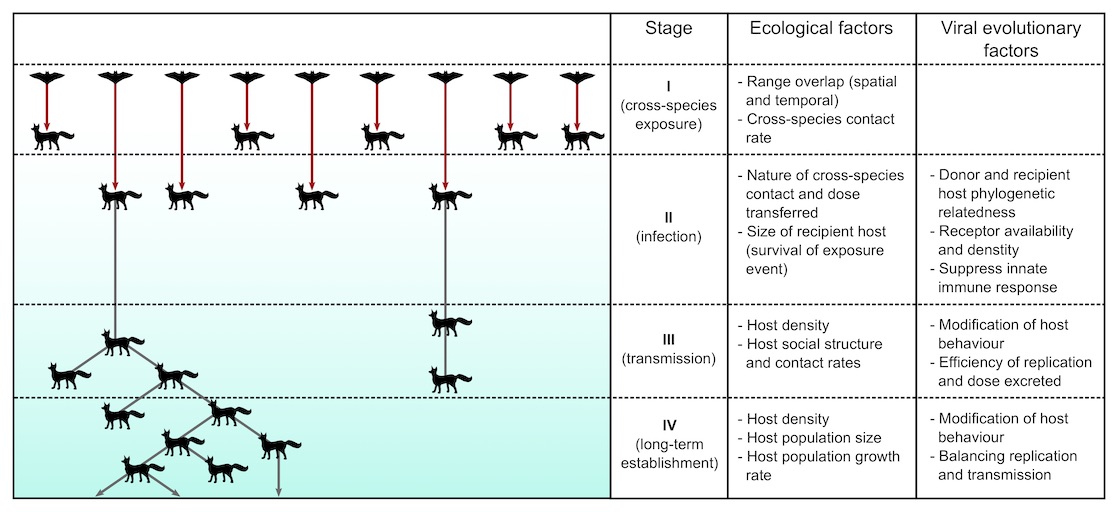 Stage
Ecological factors
Viral evolutionary
factors
I
(cross-species
exposure)
- Range overlap (spatial
and temporal)
- Cross-species contact
rate
II
(infection)
- Nature of cross-species
contact and dose
transferred
- Size of recipient host
(survival of exposure
event)
- Donor and recipient
host phylogenetic
relatedness
- Receptor availability
and denstity
- Suppress innate
immune response
III
(transmission)
- Host density
- Host social structure
and contact rates
- Modification of host
behaviour
- Efficiency of replication
and dose excreted
IV
(long-term
establishment)
- Host density
- Host population size
- Host population growth
rate
- Modification of host
behaviour
- Balancing replication
and transmission